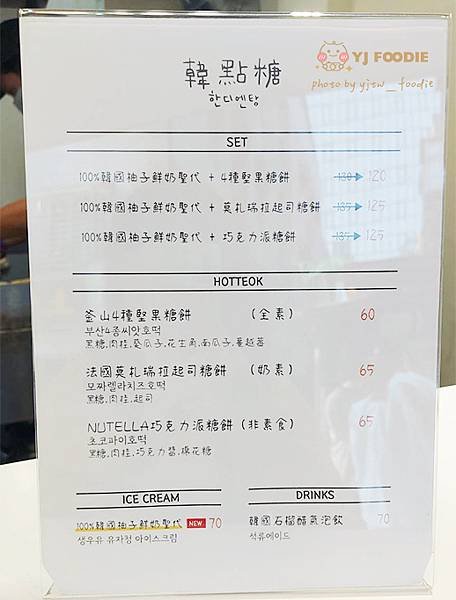 YJ FOODIE
photo by yjtw_foodie
韓點糖
한디엔탕
SET
100%韓國柚子鮮奶聖代 + 4種堅果糖餅 130 120
100%韓國柚子鮮奶聖代 + 莫札瑞拉起司糖餅 135 125
100%韓國柚子鮮奶聖代 + 巧克力派糖餅 135 125
HOTTEOK
釜山4種堅果糖餅 (全素) 60
부산4종씨앗호떡
黑糖,肉桂,葵瓜子,花生角,南瓜子,蔓越莓
法國莫札瑞拉起司糖餅 (奶素) 65
모짜렐라치즈호떡
黑糖,肉桂,起司
NUTELLA巧克力派糖餅 (非素食) 65
초코파이호떡
黑糖,肉桂,巧克力醬,棉花糖
ICE CREAM
100%韓國柚子鮮奶聖代 NEW 70
생우유 유자청 아이스크림
DRINKS
韓國石榴醋氣泡飲 70
석류에이드